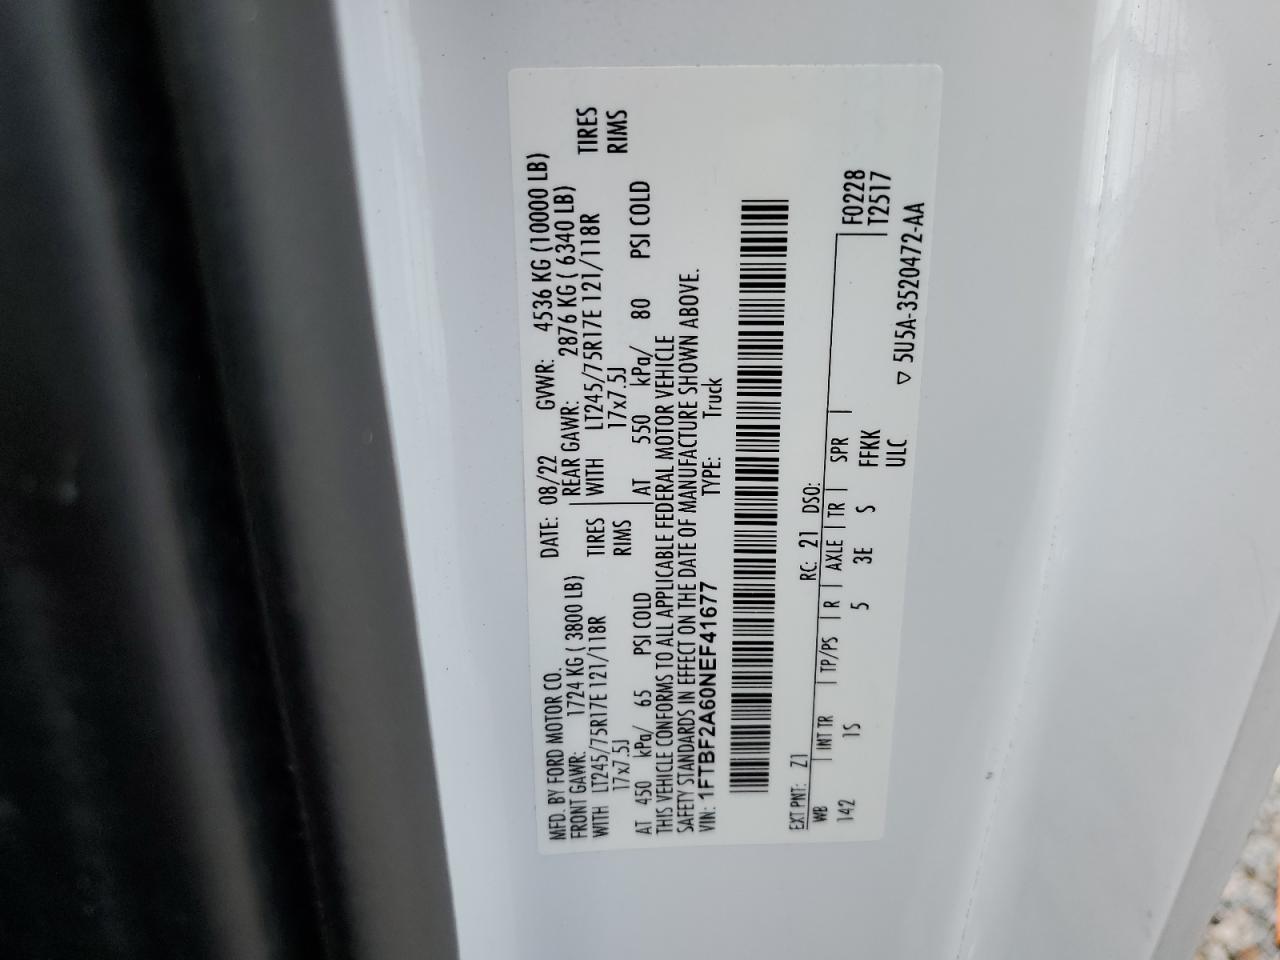 MFD. BY FORD MOTOR CO. DATE: 08/22 GVWR: 4536 KG (10000 LB)
FRONT GAWR: 1724 KG ( 3800 LB) REAR GAWR: 2876 KG ( 6340 LB)
WITH LT245/75R17E 121/118R TIRES WITH LT245/75R17E 121/118R TIRES
17x7.5J RIMS 17x7.5J RIMS
AT 450 kPa/ 65 PSI COLD AT 550 kPa/ 80 PSI COLD
THIS VEHICLE CONFORMS TO ALL APPLICABLE FEDERAL MOTOR VEHICLE
SAFETY STANDARDS IN EFFECT ON THE DATE OF MANUFACTURE SHOWN ABOVE.
VIN: 1FTBF2A60NEF41677 TYPE: Truck
EXT PNT: Z1 RC: 21 DSO:
WB INT TR TP/PS R AXLE TR SPR F0228
142 1S 5 3E S FFKK T2517
ULC
▽ 5U5A-3520472-AA